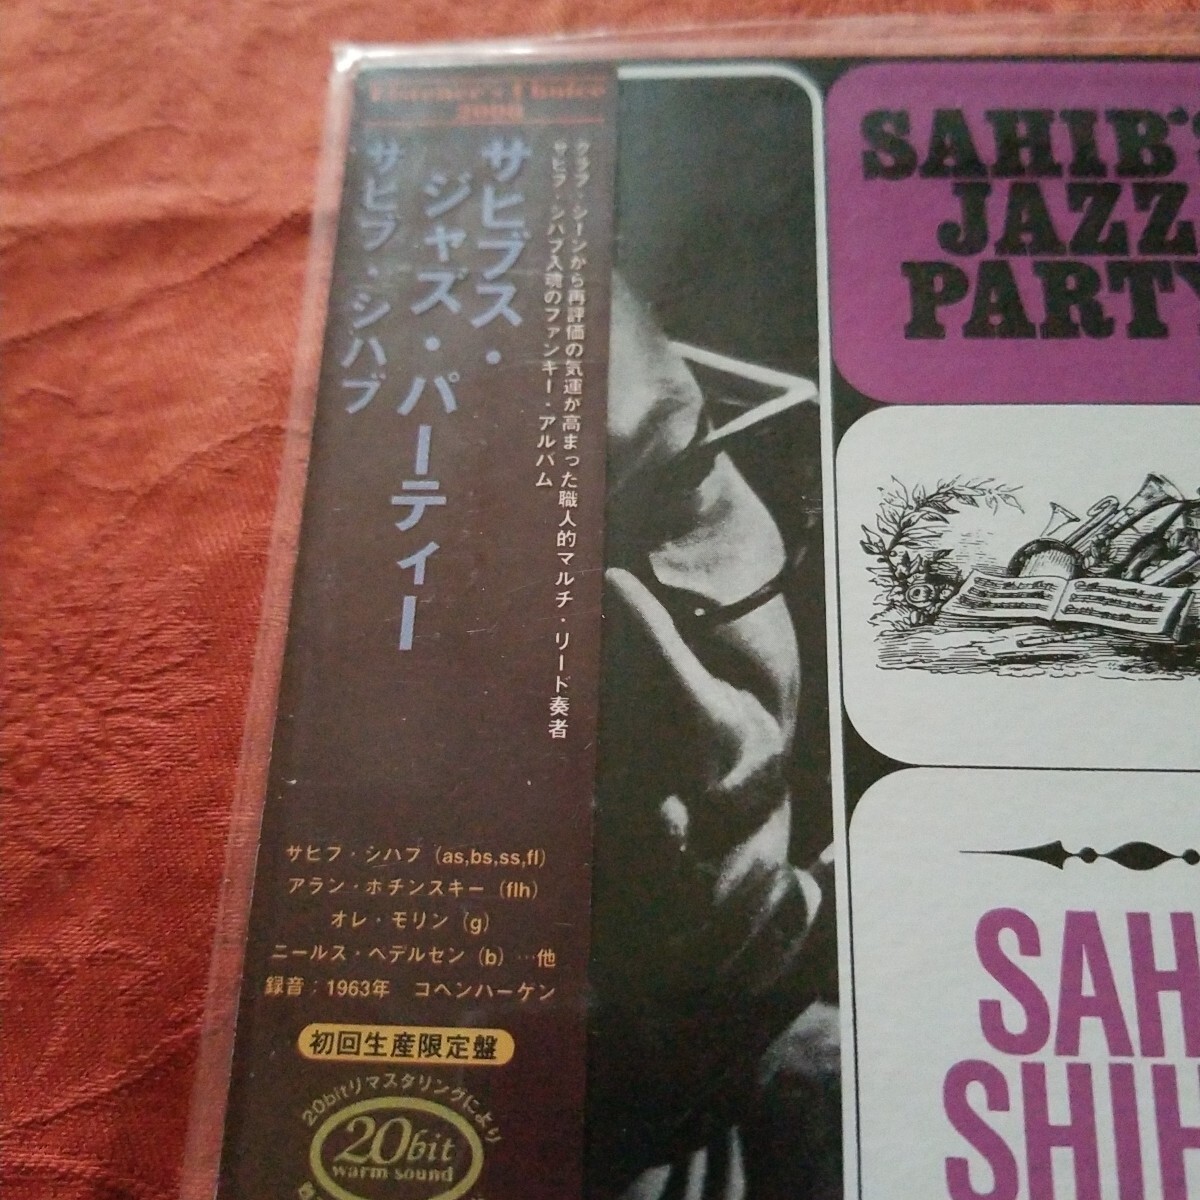 Listener's Choice
2000
クラブ・シーンから再評価の気運が高まった職人的マルチ・リード奏者
サヒブ・シハブ入魂のファンキー・アルバム
サヒブス・
ジャズ・パーティー
サヒブ・シハブ
サヒブ・シハブ (as,bs,ss,fl)
アラン・ボチンスキー (flh)
オレ・モリン (g)
ニールス・ペデルセン (b) …他
録音：1963年 コペンハーゲン
初回生産限定盤
20bitリマスタリングにより
20bit
warm sound
SAHIB'S
JAZZ
PARTY
SAH
SHIH